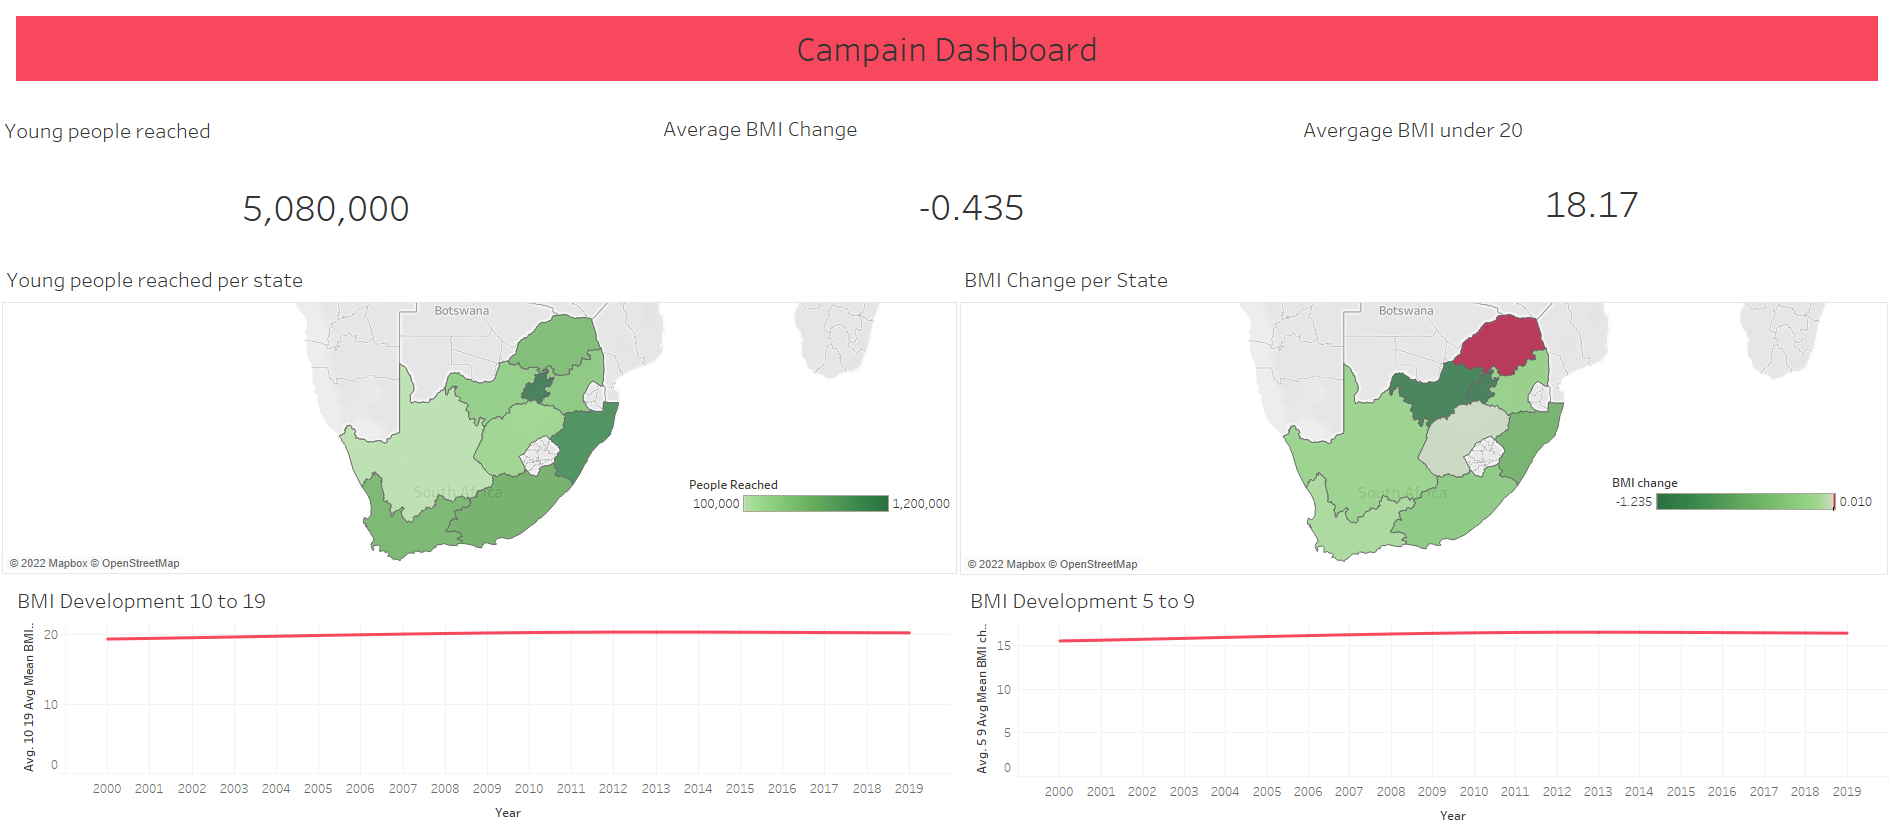 Campain Dashboard
Young people reached
Average BMI Change
Avergage BMI under 20
5,080,000
-0.435
18.17
Young people reached per state
BMI Change per State
Botswana
South Africa
People Reached
100,000
1,200,000
© 2022 Mapbox © OpenStreetMap
Botswana
South Africa
BMI change
-1.235
0.010
© 2022 Mapbox © OpenStreetMap
BMI Development 10 to 19
Avg. 10 19 Avg Mean BMI..
20
10
0
2000 2001 2002 2003 2004 2005 2006 2007 2008 2009 2010 2011 2012 2013 2014 2015 2016 2017 2018 2019
Year
BMI Development 5 to 9
Avg. 5 9 Avg Mean BMI ch..
15
10
5
0
2000 2001 2002 2003 2004 2005 2006 2007 2008 2009 2010 2011 2012 2013 2014 2015 2016 2017 2018 2019
Year